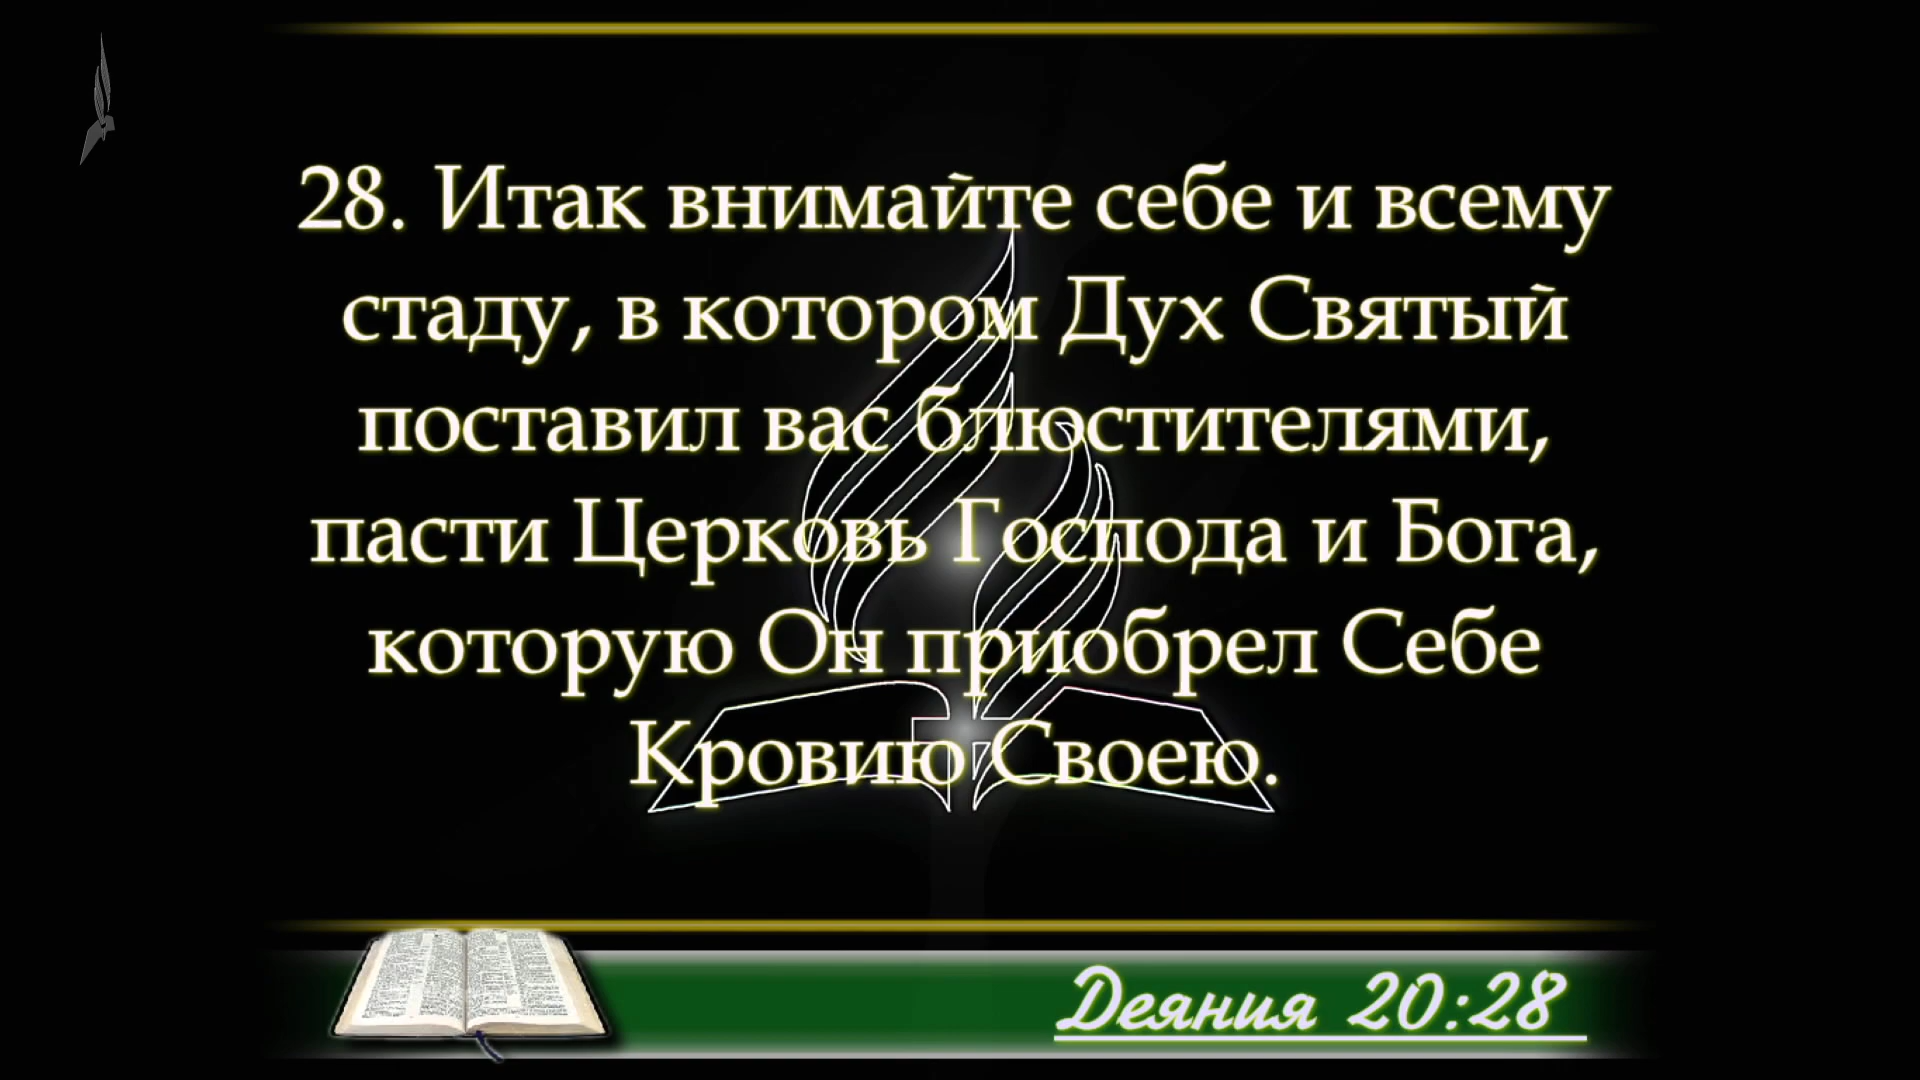 28. Итак внимайте себе и всему
стаду, в котором Дух Святый
поставил вас блюстителями,
пасти Церковь Господа и Бога,
которую Он приобрел Себе
Кровию Своею.
Деяния 20:28